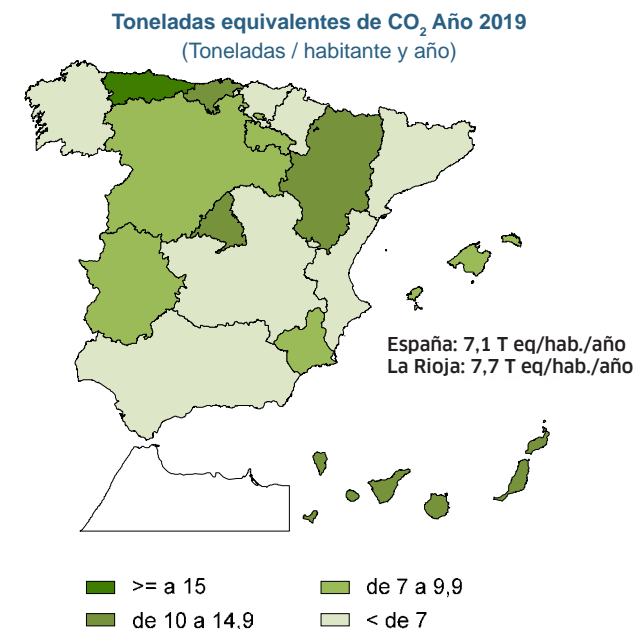 Toneladas equivalentes de CO₂ Año 2019
(Toneladas / habitante y año)
España: 7,1 T eq/hab./año
La Rioja: 7,7 T eq/hab./año
>= a 15
de 7 a 9,9
de 10 a 14,9
< de 7